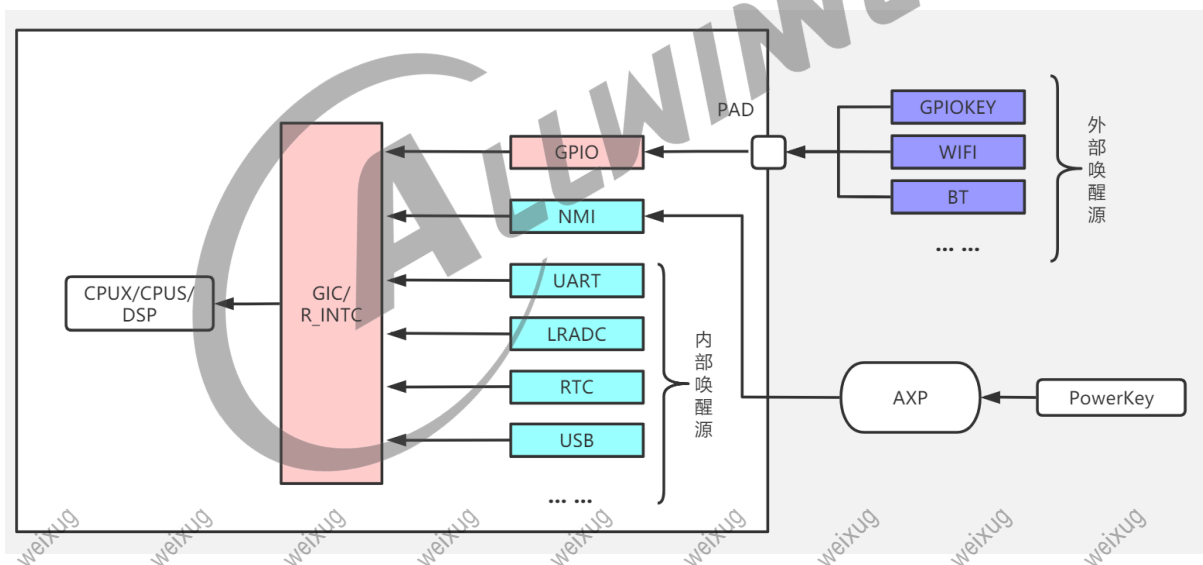 ALLWINE
PAD
GPIOKEY
WIFI
BT
... ...
外部唤醒源
GPIO
NMI
UART
LRADC
RTC
USB
... ...
内部唤醒源
GIC/
R_INTC
CPUX/CPUS/
DSP
AXP
PowerKey
weixug weixug weixug weixug weixug weixug weixug weixug